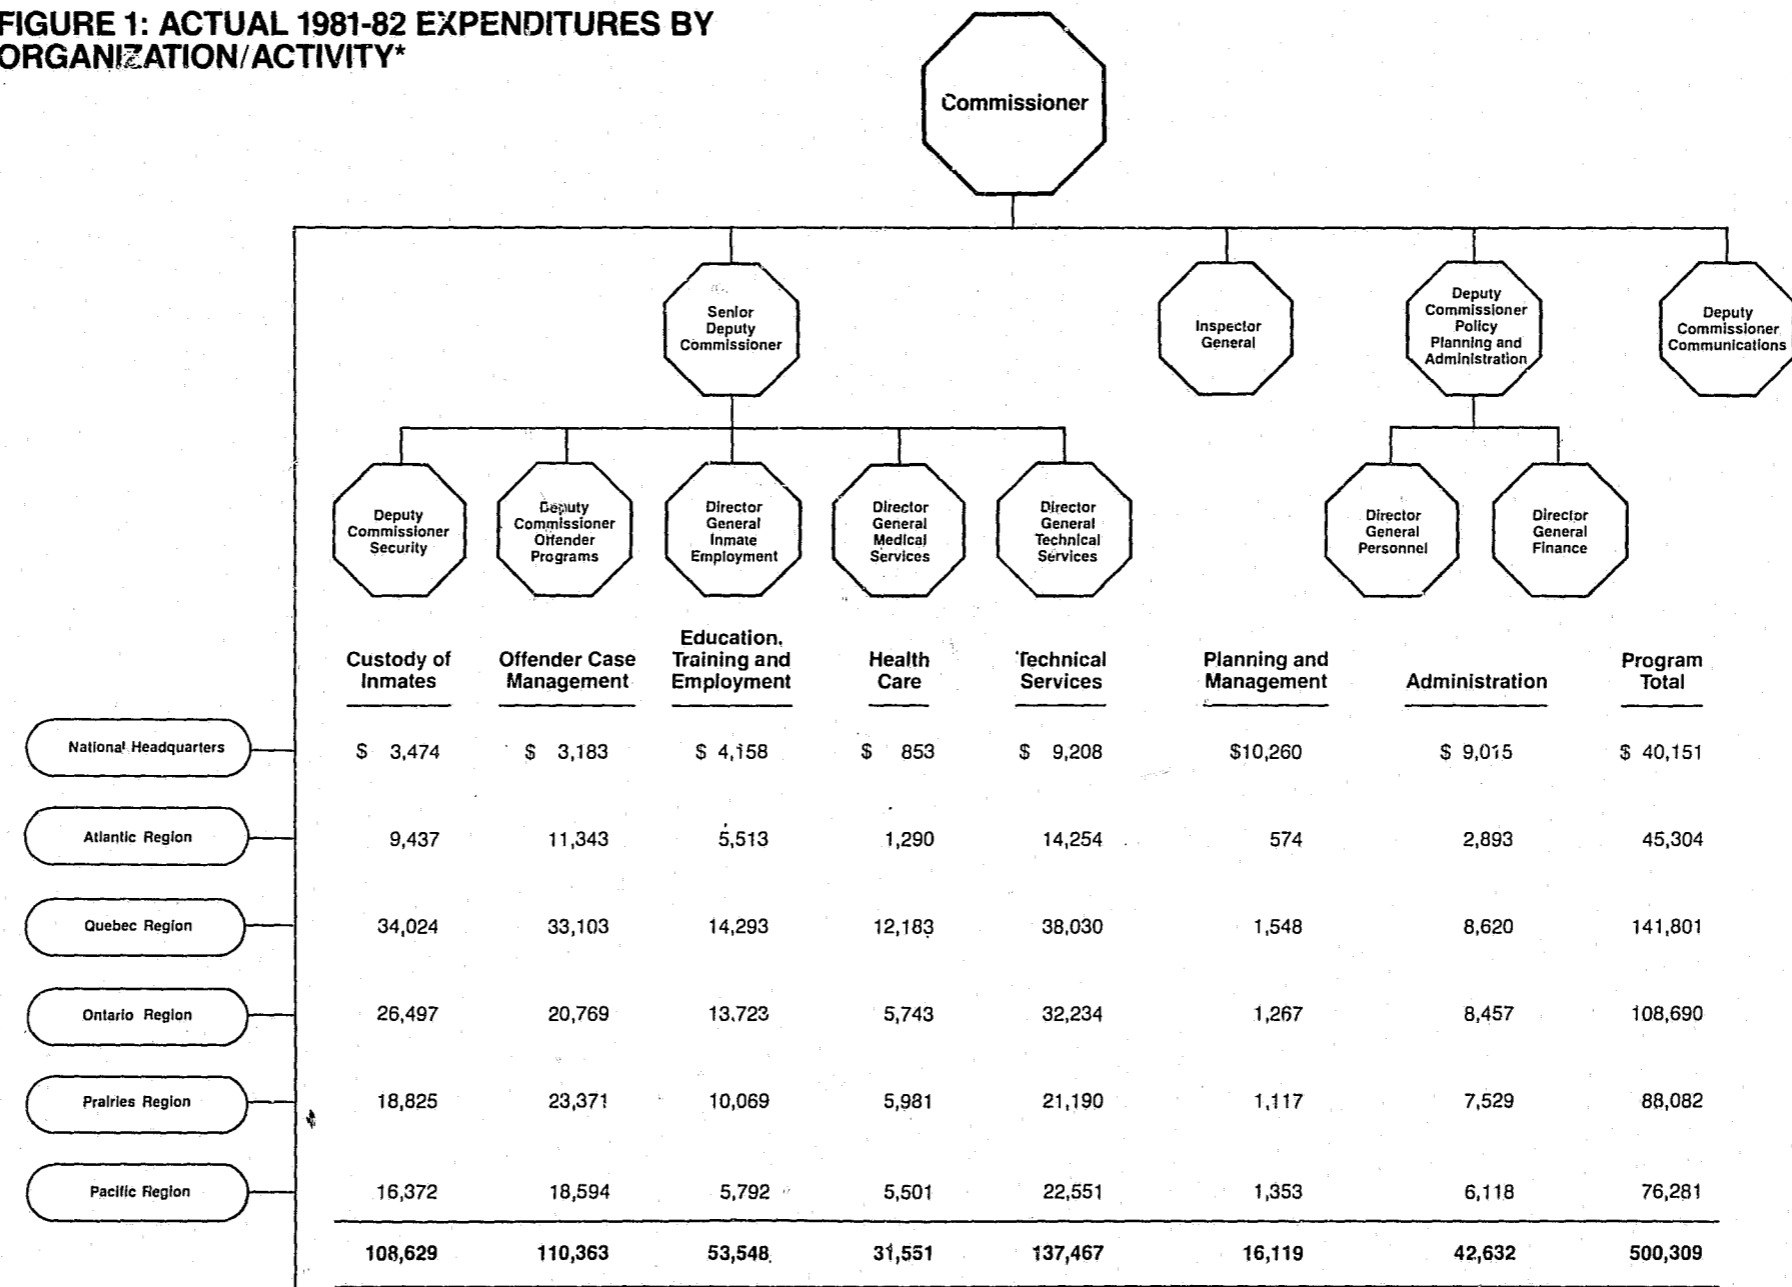 FIGURE 1: ACTUAL 1981-82 EXPENDITURES BY
ORGANIZATION/ACTIVITY*
Commissioner
Senior
Deputy
Commissioner
Inspector
General
Deputy
Commissioner
Policy
Planning and
Administration
Deputy
Commissioner
Communications
Deputy
Commissioner
Security
Deputy
Commissioner
Offender
Programs
Director
General
Inmate
Employment
Director
General
Medical
Services
Director
General
Technical
Services
Director
General
Personnel
Director
General
Finance
Custody of
Inmates
Offender Case
Management
Education,
Training and
Employment
Health
Care
Technical
Services
Planning and
Management
Administration
Program
Total
National Headquarters $ 3,474 $ 3,183 $ 4,158 $ 853 $ 9,208 $10,260 $ 9,015 $ 40,151
Atlantic Region 9,437 11,343 5,513 1,290 14,254 574 2,893 45,304
Quebec Region 34,024 33,103 14,293 12,183 38,030 1,548 8,620 141,801
Ontario Region 26,497 20,769 13,723 5,743 32,234 1,267 8,457 108,690
Prairies Region 18,825 23,371 10,069 5,981 21,190 1,117 7,529 88,082
Pacific Region 16,372 18,594 5,792 5,501 22,551 1,353 6,118 76,281
108,629 110,363 53,548 31,551 137,467 16,119 42,632 500,309